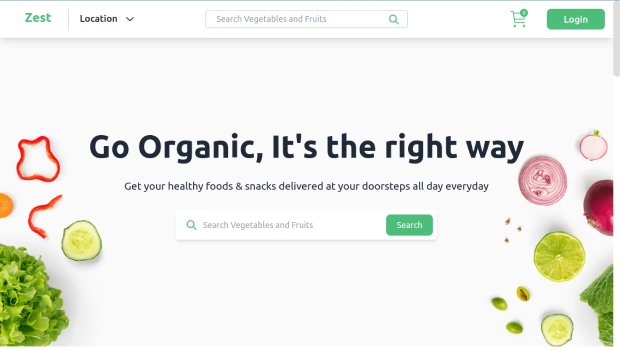 Zest
Location
Search Vegetables and Fruits
0
Login
Go Organic, It's the right way
Get your healthy foods & snacks delivered at your doorsteps all day everyday
Search Vegetables and Fruits
Search